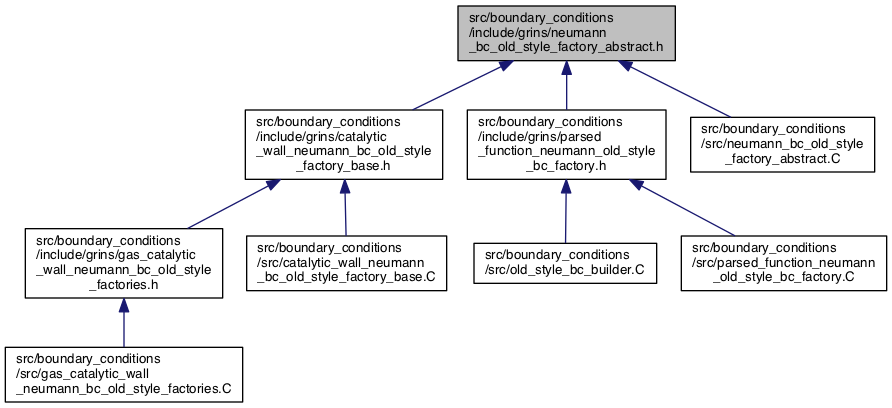 src/boundary_conditions
/include/grins/neumann
_bc_old_style_factory_abstract.h
src/boundary_conditions
/include/grins/catalytic
_wall_neumann_bc_old_style
_factory_base.h
src/boundary_conditions
/include/grins/parsed
_function_neumann_old_style
_bc_factory.h
src/boundary_conditions
/src/neumann_bc_old_style
_factory_abstract.C
src/boundary_conditions
/include/grins/gas_catalytic
_wall_neumann_bc_old_style
_factories.h
src/boundary_conditions
/src/catalytic_wall_neumann
_bc_old_style_factory_base.C
src/boundary_conditions
/src/old_style_bc_builder.C
src/boundary_conditions
/src/parsed_function_neumann
_old_style_bc_factory.C
src/boundary_conditions
/src/gas_catalytic_wall
_neumann_bc_old_style_factories.C